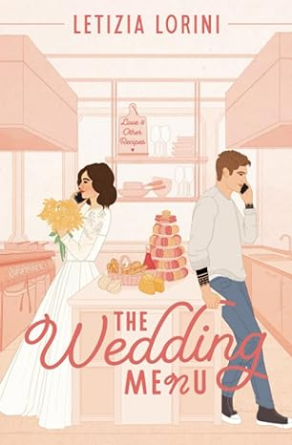 LETIZIA LORINI
Love &
Other
Recipes
THE
Wedding
MENU